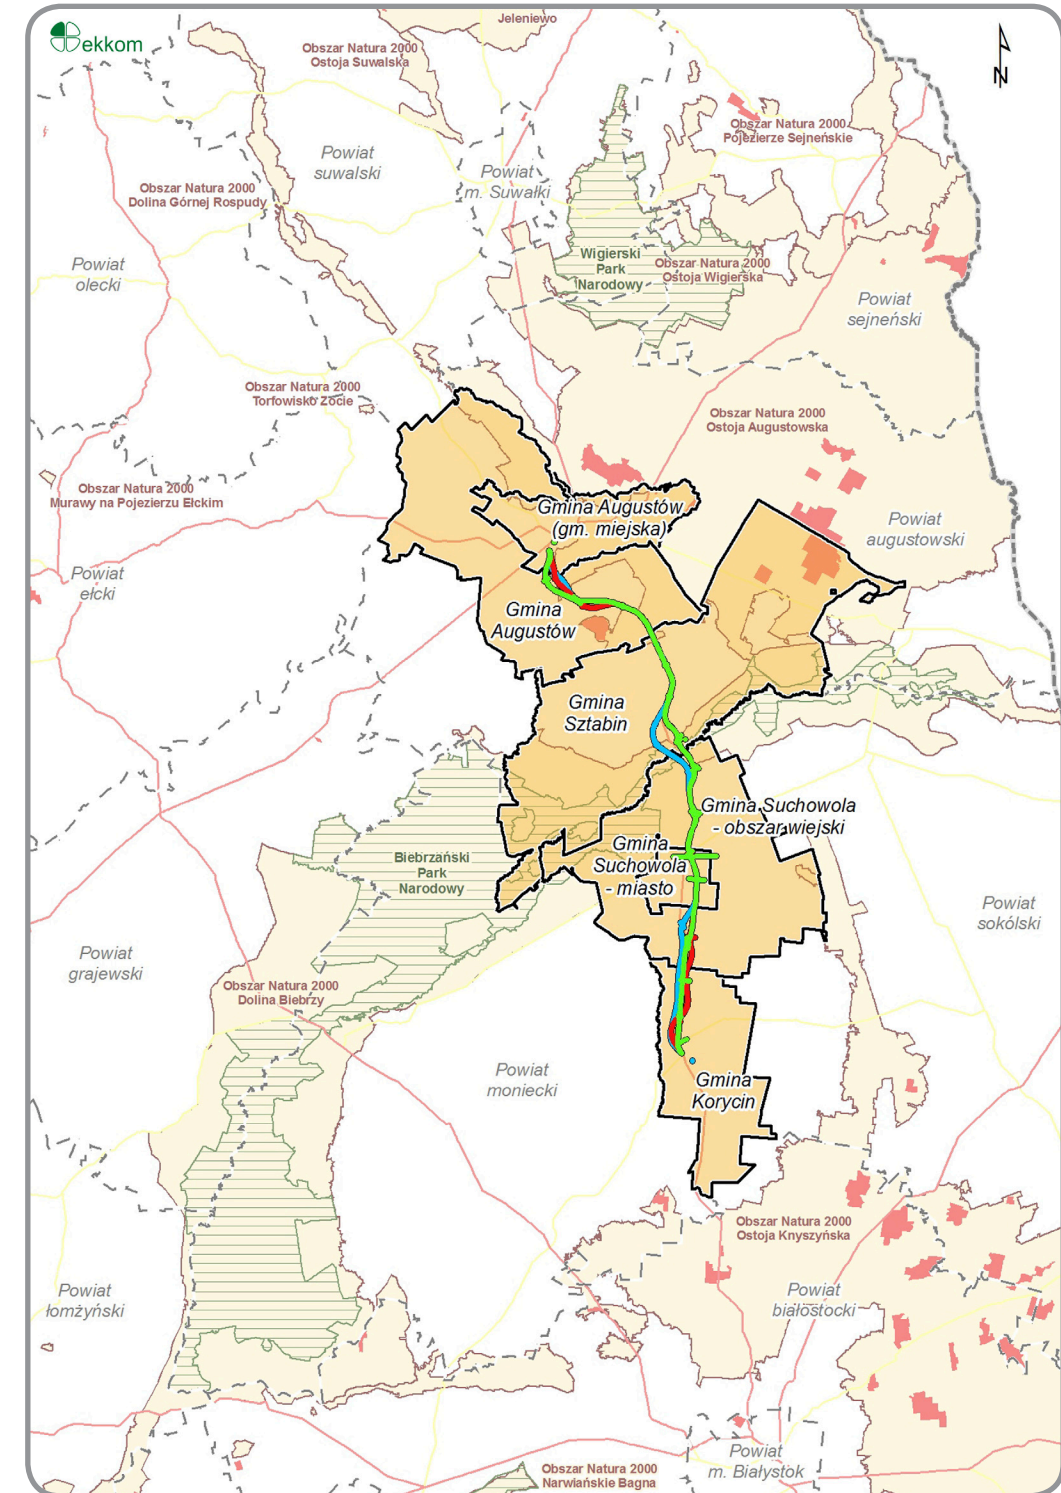 Jeleniewo
ekkom
Obszar Natura 2000
Ostoja Suwalska
N
Obszar Natura 2000
Pojezierze Sejneńskie
Powiat
suwalski
Powiat
m. Suwałki
Obszar Natura 2000
Dolina Górnej Rospudy
Wigierski
Park
Narodowy
Obszar Natura 2000
Ostoja Wigierska
Powiat
olecki
Powiat
sejneński
Obszar Natura 2000
Torfowisko Zocie
Obszar Natura 2000
Ostoja Augustowska
Obszar Natura 2000
Murawy na Pojezierzu Ełckim
Gmina Augustów
(gm. miejska)
Powiat
augustowski
Powiat
ełcki
Gmina
Augustów
Gmina
Sztabin
Gmina Suchowola
- obszar wiejski
Gmina
Suchowola
- miasto
Biebrzański
Park
Narodowy
Powiat
sokólski
Powiat
grajewski
Obszar Natura 2000
Dolina Biebrzy
Powiat
moniecki
Gmina
Korycin
Obszar Natura 2000
Ostoja Knyszyńska
Powiat
łomżyński
Powiat
białostocki
Powiat
m. Białystok
Obszar Natura 2000
Narwiańskie Bagna